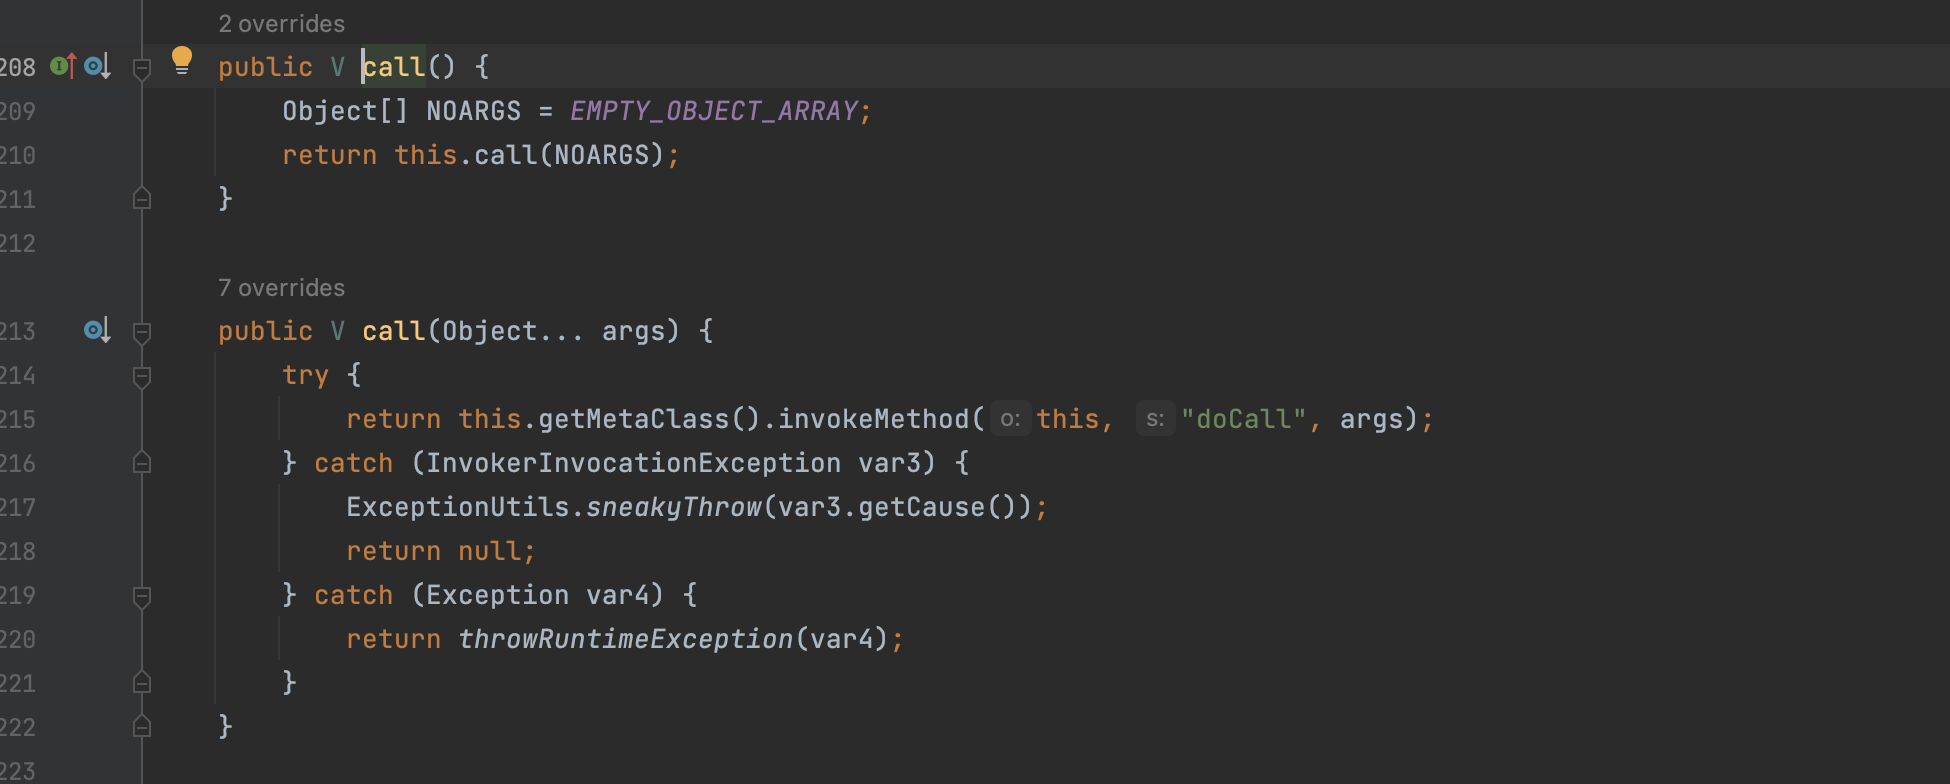 2 overrides
208 public V call() {
209 Object[] NOARGS = EMPTY_OBJECT_ARRAY;
210 return this.call(NOARGS);
211 }
212
7 overrides
213 public V call(Object... args) {
214 try {
215 return this.getMetaClass().invokeMethod( o: this, s: "doCall", args);
216 } catch (InvokerInvocationException var3) {
217 ExceptionUtils.sneakyThrow(var3.getCause());
218 return null;
219 } catch (Exception var4) {
220 return throwRuntimeException(var4);
221 }
222 }
223